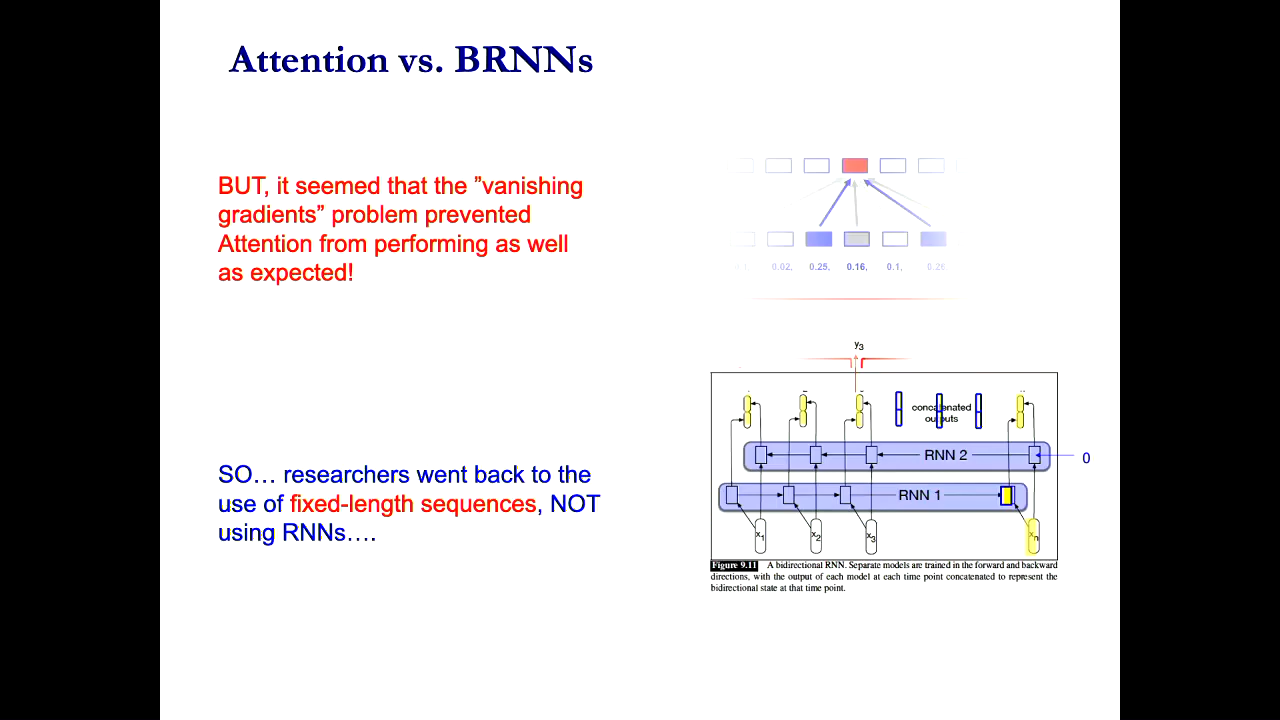 Attention vs. BRNNs
BUT, it seemed that the ”vanishing
gradients” problem prevented
Attention from performing as well
as expected!
0.02, 0.25, 0.16, 0.1, 0.26
y3
concatenated
outputs
RNN 2
0
RNN 1
x1 x2 x3 xn
SO… researchers went back to the
use of fixed-length sequences, NOT
using RNNs….
Figure 9.11 A bidirectional RNN. Separate models are trained in the forward and backward
directions, with the output of each model at each time point concatenated to represent the
bidirectional state at that time point.